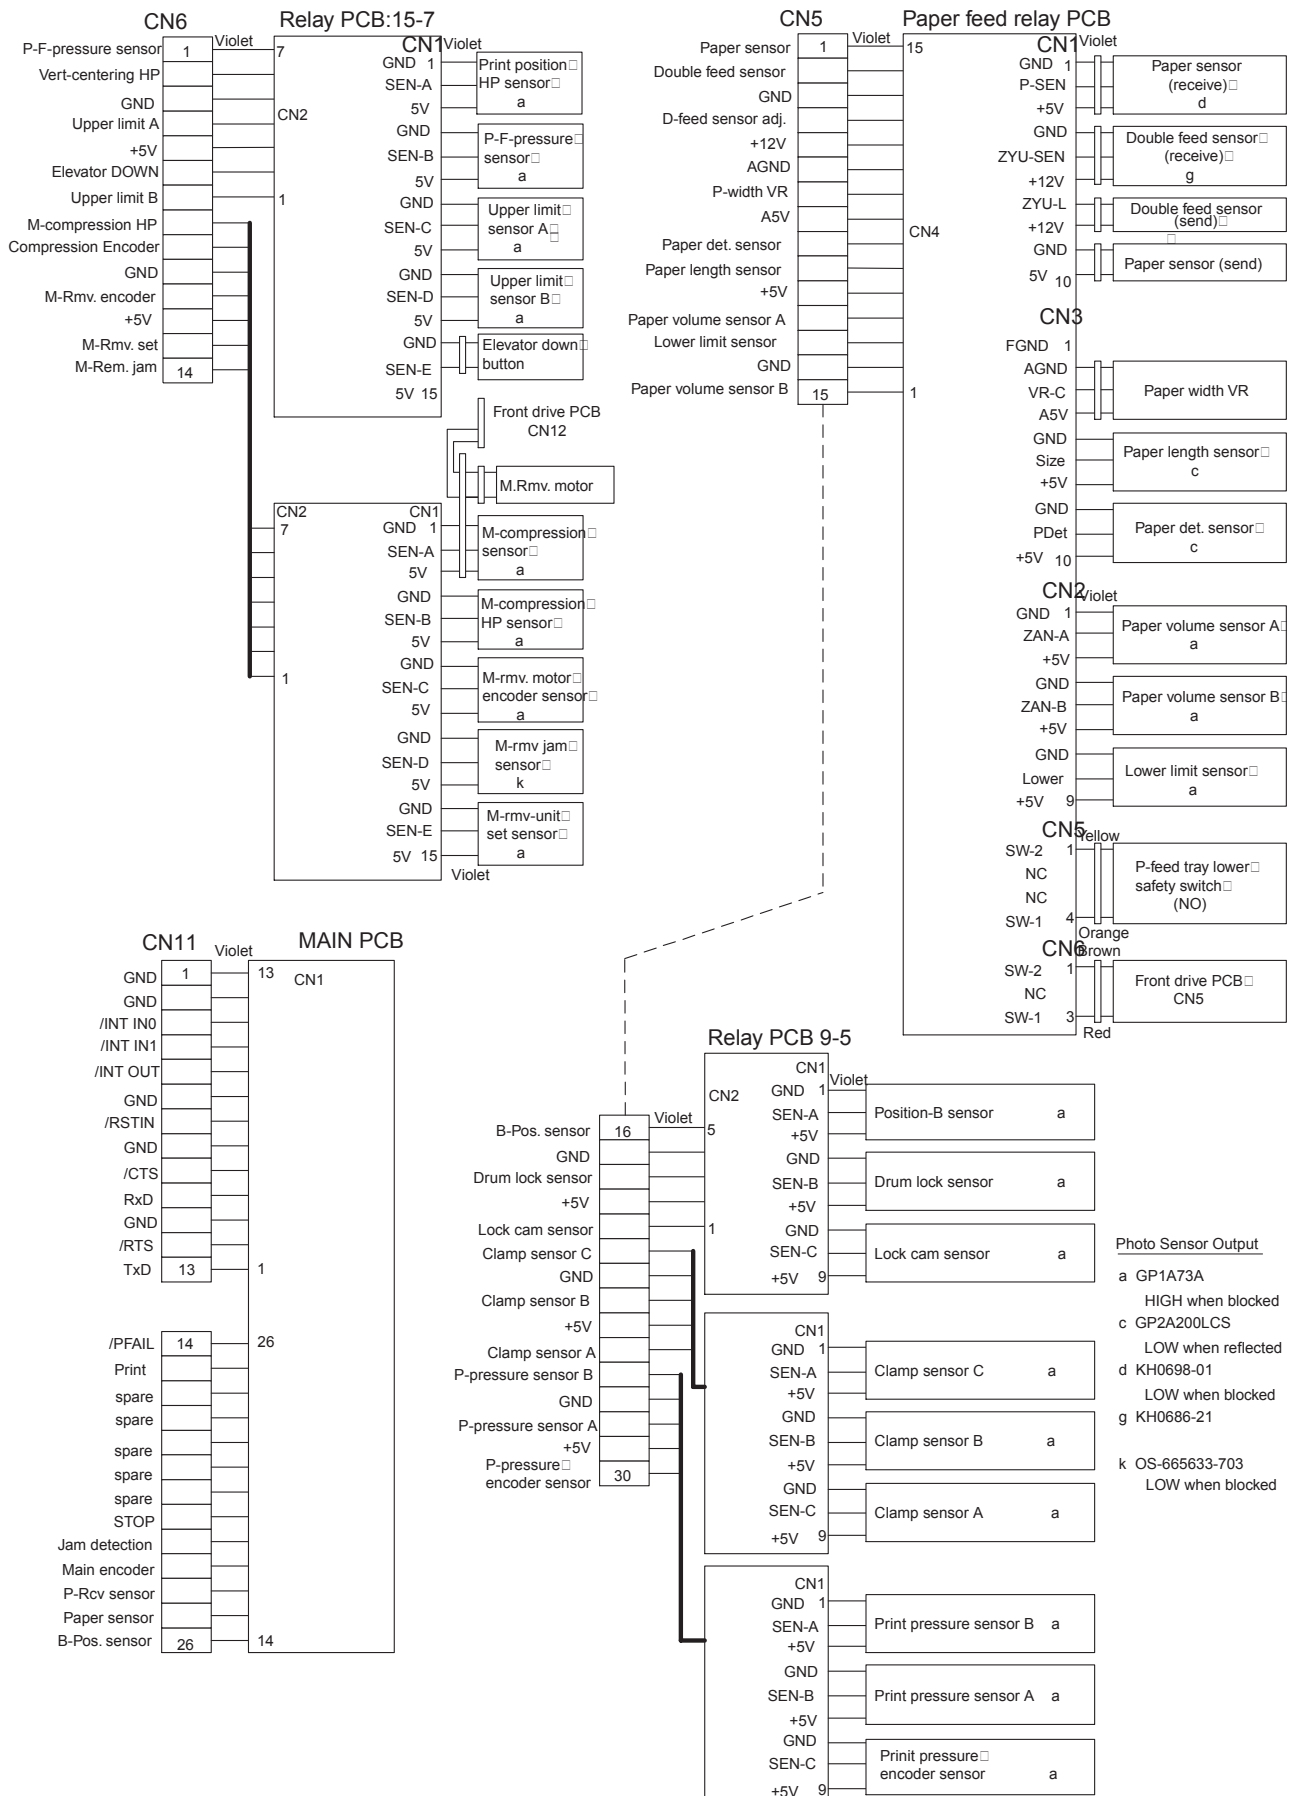 CN6
Relay PCB:15-7
P-F-pressure sensor
1
Violet
7
Vert-centering HP
GND
Upper limit A
+5V
Elevator DOWN
Upper limit B
1
M-compression HP
Compression Encoder
GND
M-Rmv. encoder
+5V
M-Rmv. set
M-Rem. jam
14
CN2
CN1
Violet
GND 1
SEN-A
5V
Print position
HP sensor
a
GND
SEN-B
5V
P-F-pressure
sensor
a
GND
SEN-C
5V
Upper limit
sensor A
a
GND
SEN-D
5V
Upper limit
sensor B
a
GND
SEN-E
5V 15
Elevator down
button
Front drive PCB
CN12
M.Rmv. motor
CN2
7
1
CN1
GND 1
SEN-A
5V
M-compression
sensor
a
GND
SEN-B
5V
M-compression
HP sensor
a
GND
SEN-C
5V
M-rmv. motor
encoder sensor
a
GND
SEN-D
5V
M-rmv jam
sensor
k
GND
SEN-E
5V 15
M-rmv-unit
set sensor
a
Violet
CN5
Paper feed relay PCB
Paper sensor
1
Violet
15
Double feed sensor
GND
D-feed sensor adj.
+12V
AGND
P-width VR
A5V
Paper det. sensor
Paper length sensor
+5V
Paper volume sensor A
Lower limit sensor
GND
Paper volume sensor B
15
1
CN4
CN1
Violet
GND 1
P-SEN
+5V
Paper sensor
(receive)
d
GND
ZYU-SEN
+12V
Double feed sensor
(receive)
g
ZYU-L
+12V
Double feed sensor
(send)
GND
5V 10
Paper sensor (send)
CN3
FGND 1
AGND
VR-C
A5V
Paper width VR
GND
Size
+5V
Paper length sensor
c
GND
PDet
+5V 10
Paper det. sensor
c
CN2
Violet
GND 1
ZAN-A
+5V
Paper volume sensor A
a
GND
ZAN-B
+5V
Paper volume sensor B
a
GND
Lower
+5V 9
Lower limit sensor
a
CN5
Yellow
SW-2 1
NC
NC
SW-1 4
P-feed tray lower
safety switch
(NO)
Orange
CN6
Brown
SW-2 1
NC
SW-1 3
Front drive PCB
CN5
Red
CN11
MAIN PCB
Violet
GND
1
13
CN1
GND
/INT IN0
/INT IN1
/INT OUT
GND
/RSTIN
GND
/CTS
RxD
GND
/RTS
TxD
13
1
/PFAIL
14
26
Print
spare
spare
spare
spare
spare
STOP
Jam detection
Main encoder
P-Rcv sensor
Paper sensor
B-Pos. sensor
26
14
Relay PCB 9-5
B-Pos. sensor
16
Violet
5
GND
Drum lock sensor
+5V
Lock cam sensor
1
Clamp sensor C
GND
Clamp sensor B
+5V
Clamp sensor A
P-pressure sensor B
GND
P-pressure sensor A
+5V
P-pressure
encoder sensor
30
CN2
CN1
Violet
GND 1
SEN-A
+5V
Position-B sensor a
GND
SEN-B
+5V
Drum lock sensor a
GND
SEN-C
+5V 9
Lock cam sensor a
CN1
GND 1
SEN-A
+5V
Clamp sensor C a
GND
SEN-B
+5V
Clamp sensor B a
GND
SEN-C
+5V 9
Clamp sensor A a
CN1
GND 1
SEN-A
+5V
Print pressure sensor B a
GND
SEN-B
+5V
Print pressure sensor A a
GND
SEN-C
+5V 9
Prinit pressure
encoder sensor a
Photo Sensor Output
a GP1A73A
HIGH when blocked
c GP2A200LCS
LOW when reflected
d KH0698-01
LOW when blocked
g KH0686-21
k OS-665633-703
LOW when blocked